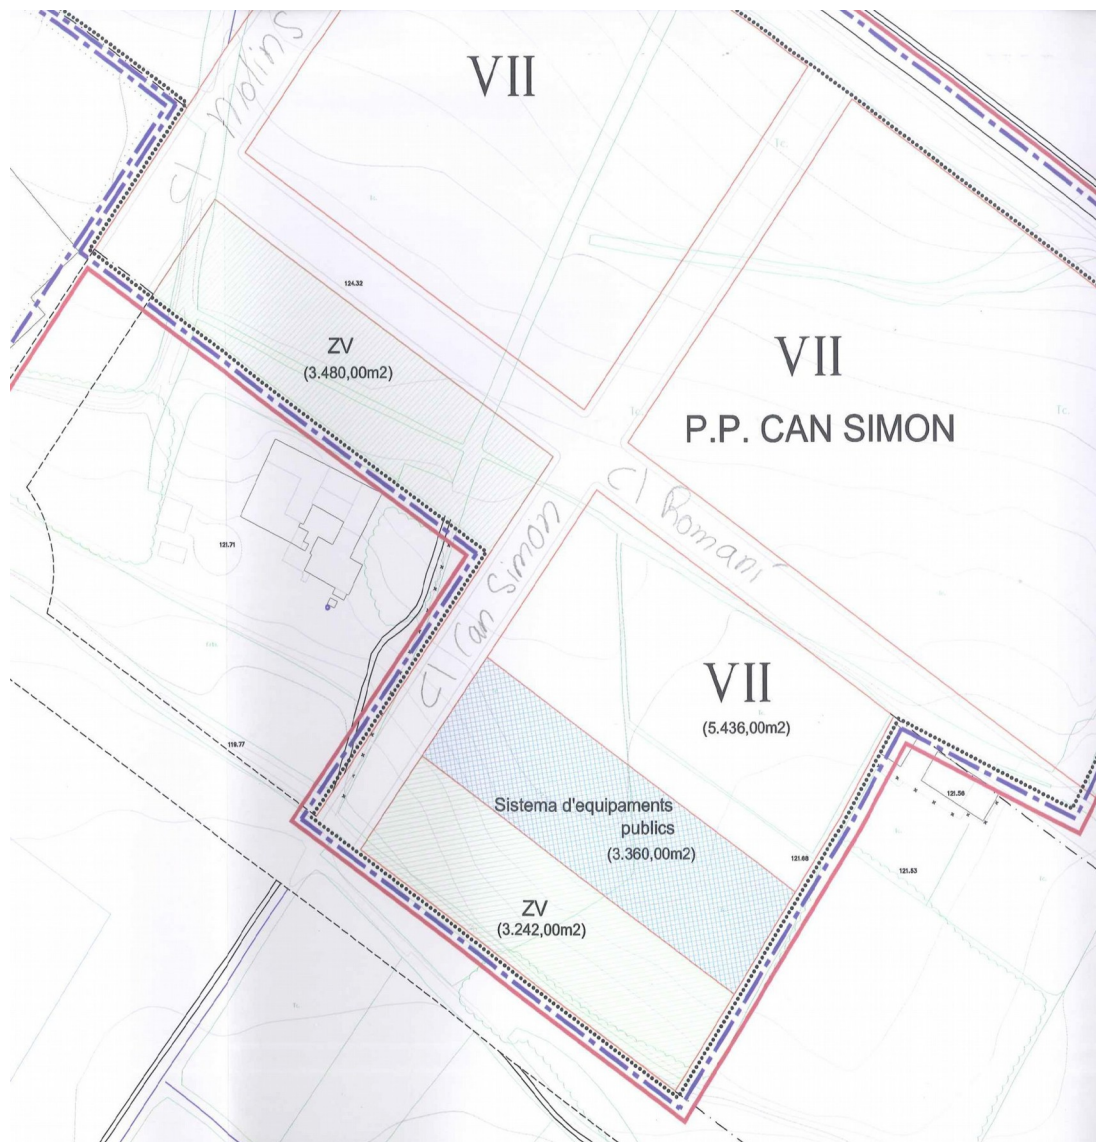 C/ Molins
VII
124.32
ZV
(3.480,00m2)
VII
Tc.
P.P. CAN SIMON
C/ Romaní
C/ Can Simon
121.71
VII
(5.436,00m2)
119.77
Sistema d'equipaments
publics
(3.360,00m2)
121.56
121.68
121.53
ZV
(3.242,00m2)